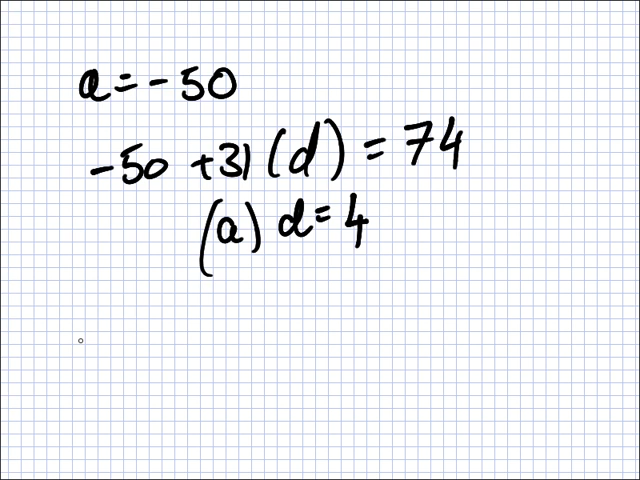 a = -50
-50 + 31 (d) = 74
(a) d = 4